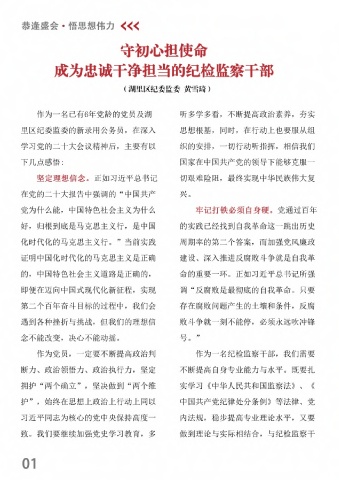 恭逢盛会·悟思想伟力 <<<
守初心担使命
成为忠诚干净担当的纪检监察干部
（湖里区纪委监委 黄雪琦）
作为一名已有6年党龄的党员及湖
里区纪委监委的新录用公务员，在深入
学习党的二十大会议精神后，主要有以
下几点感悟：
坚定理想信念。正如习近平总书记
在党的二十大报告中强调的“中国共产
党为什么能，中国特色社会主义为什么
好，归根到底是马克思主义行，是中国
化时代化的马克思主义行。”当前实践
证明中国化时代化的马克思主义是正确
的，中国特色社会主义道路是正确的，
即便在迈向中国式现代化新征程，实现
第二个百年奋斗目标的过程中，我们会
遇到各种挫折与挑战，但我们的理想信
念不能改变，决心不能动摇。
作为党员，一定要不断提高政治判
断力、政治领悟力、政治执行力，坚定
拥护“两个确立”，坚决做到“两个维
护”，始终在思想上政治上行动上同以
习近平同志为核心的党中央保持高度一
致。我们要继续加强党史学习教育，多
听多学多看，不断提高政治素养，夯实
思想根基，同时，在行动上也要服从组
织的安排，一切行动听指挥，相信我们
国家在中国共产党的领导下能够克服一
切艰难险阻，最终实现中华民族伟大复
兴。
牢记打铁必须自身硬。党通过百年
的实践已经找到自我革命这一跳出历史
周期率的第二个答案，而加强党风廉政
建设、深入推进反腐败斗争就是自我革
命的重要一环。正如习近平总书记所强
调“反腐败是最彻底的自我革命。只要
存在腐败问题产生的土壤和条件，反腐
败斗争就一刻不能停，必须永远吹冲锋
号。”
作为一名纪检监察干部，我们需要
不断提高自身专业能力与水平，既要扎
实学习《中华人民共和国监察法》、《
中国共产党纪律处分条例》等法律、党
内法规，稳步提高专业理论水平，又要
做到理论与实际相结合，与纪检监察干
01